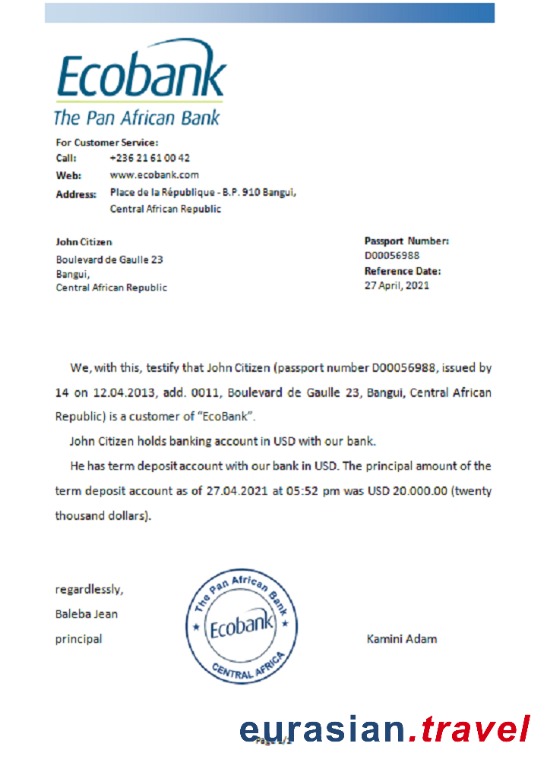 Ecobank
The Pan African Bank
For Customer Service:
Call: +236 21 61 00 42
Web: www.ecobank.com
Address: Place de la République - B.P. 910 Bangui,
Central African Republic
John Citizen
Boulevard de Gaulle 23
Bangui,
Central African Republic
Passport Number:
D00056988
Reference Date:
27 April, 2021
We, with this, testify that John Citizen (passport number D00056988, issued by
14 on 12.04.2013, add. 0011, Boulevard de Gaulle 23, Bangui, Central African
Republic) is a customer of “EcoBank”.
John Citizen holds banking account in USD with our bank.
He has term deposit account with our bank in USD. The principal amount of the
term deposit account as of 27.04.2021 at 05:52 pm was USD 20.000.00 (twenty
thousand dollars).
regardlessly,
Baleba Jean
principal
The Pan African Bank
Ecobank
CENTRAL AFRICA
Kamini Adam
eurasian.travel
Page 1/1